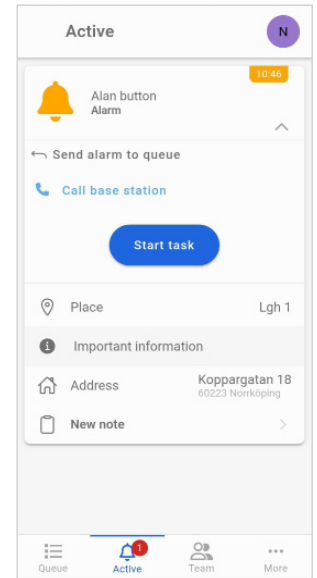 Active
N
10:46
Alan button
Alarm
Send alarm to queue
Call base station
Start task
Place Lgh 1
Important information
Address Koppargatan 18
60223 Norrköping
New note
1
Queue Active Team More